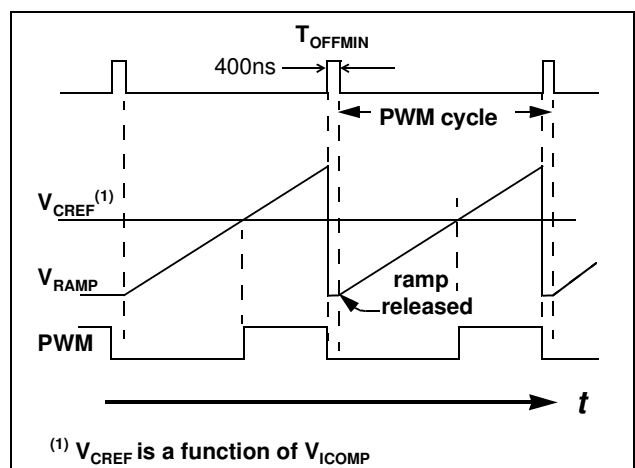 T_OFFMIN
400ns
PWM cycle
V_CREF^(1)
V_RAMP
ramp
released
PWM
t
^(1) V_CREF is a function of V_ICOMP